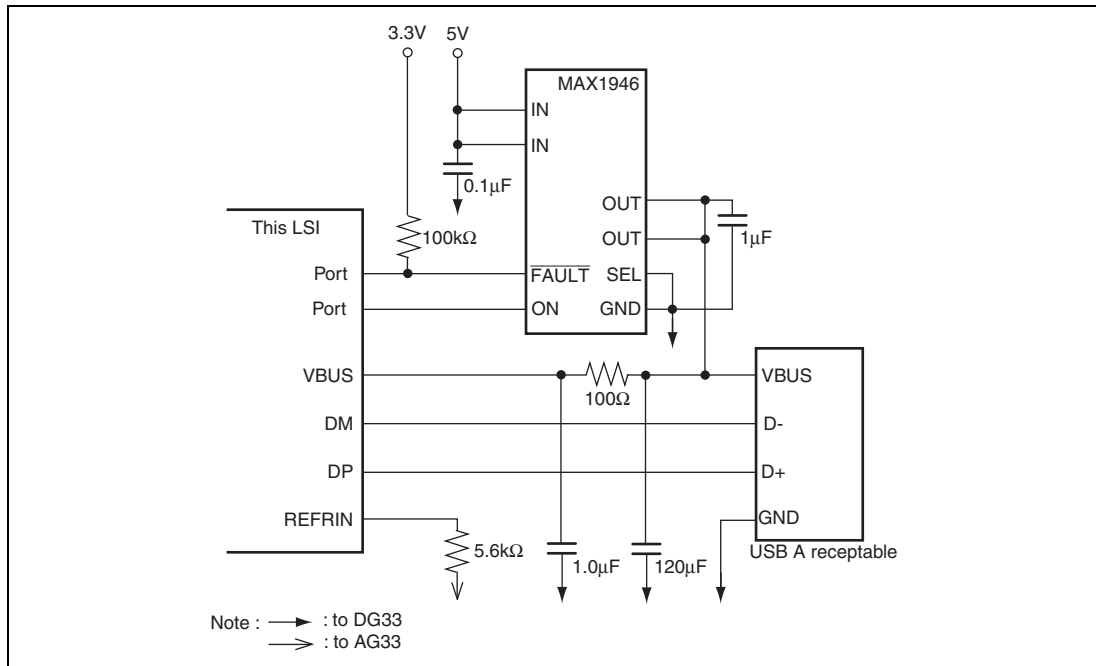 3.3V
5V
MAX1946
IN
IN
0.1μF
OUT
OUT
1μF
This LSI
100kΩ
Port
FAULT
SEL
Port
ON
GND
VBUS
100Ω
VBUS
DM
D-
DP
D+
REFRIN
GND
5.6kΩ
1.0μF
120μF
USB A receptable
Note : : to DG33
: to AG33